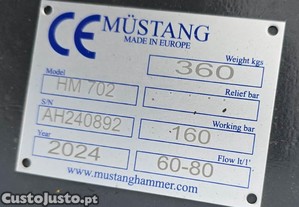 CE MÜSTANG
MADE IN EUROPE
Weight kgs
360
Model
HM 702
Relief bar
S/N
AH240892
Working bar
160
Year
2024
Flow lt/1'
60-80
www.mustanghammer.com
CustoJusto.pt